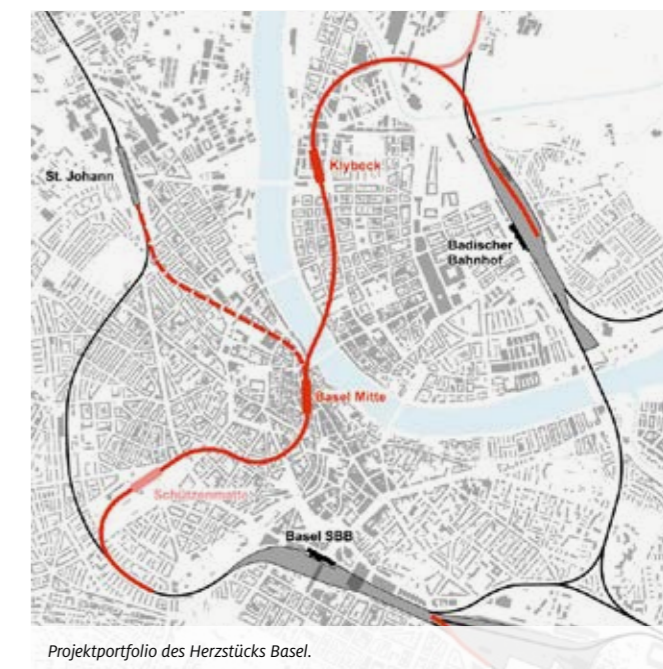 Klybeck
St. Johann
Badischer
Bahnhof
Basel Mitte
Schützenmatte
Basel SBB
Projektportfolio des Herzstücks Basel.